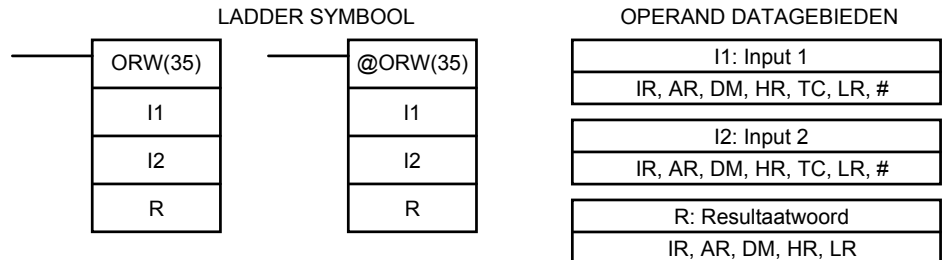 LADDER SYMBOOL
ORW(35)
I1
I2
R
@ORW(35)
I1
I2
R
OPERAND DATAGEBIEDEN
I1: Input 1
IR, AR, DM, HR, TC, LR, #
I2: Input 2
IR, AR, DM, HR, TC, LR, #
R: Resultaatwoord
IR, AR, DM, HR, LR